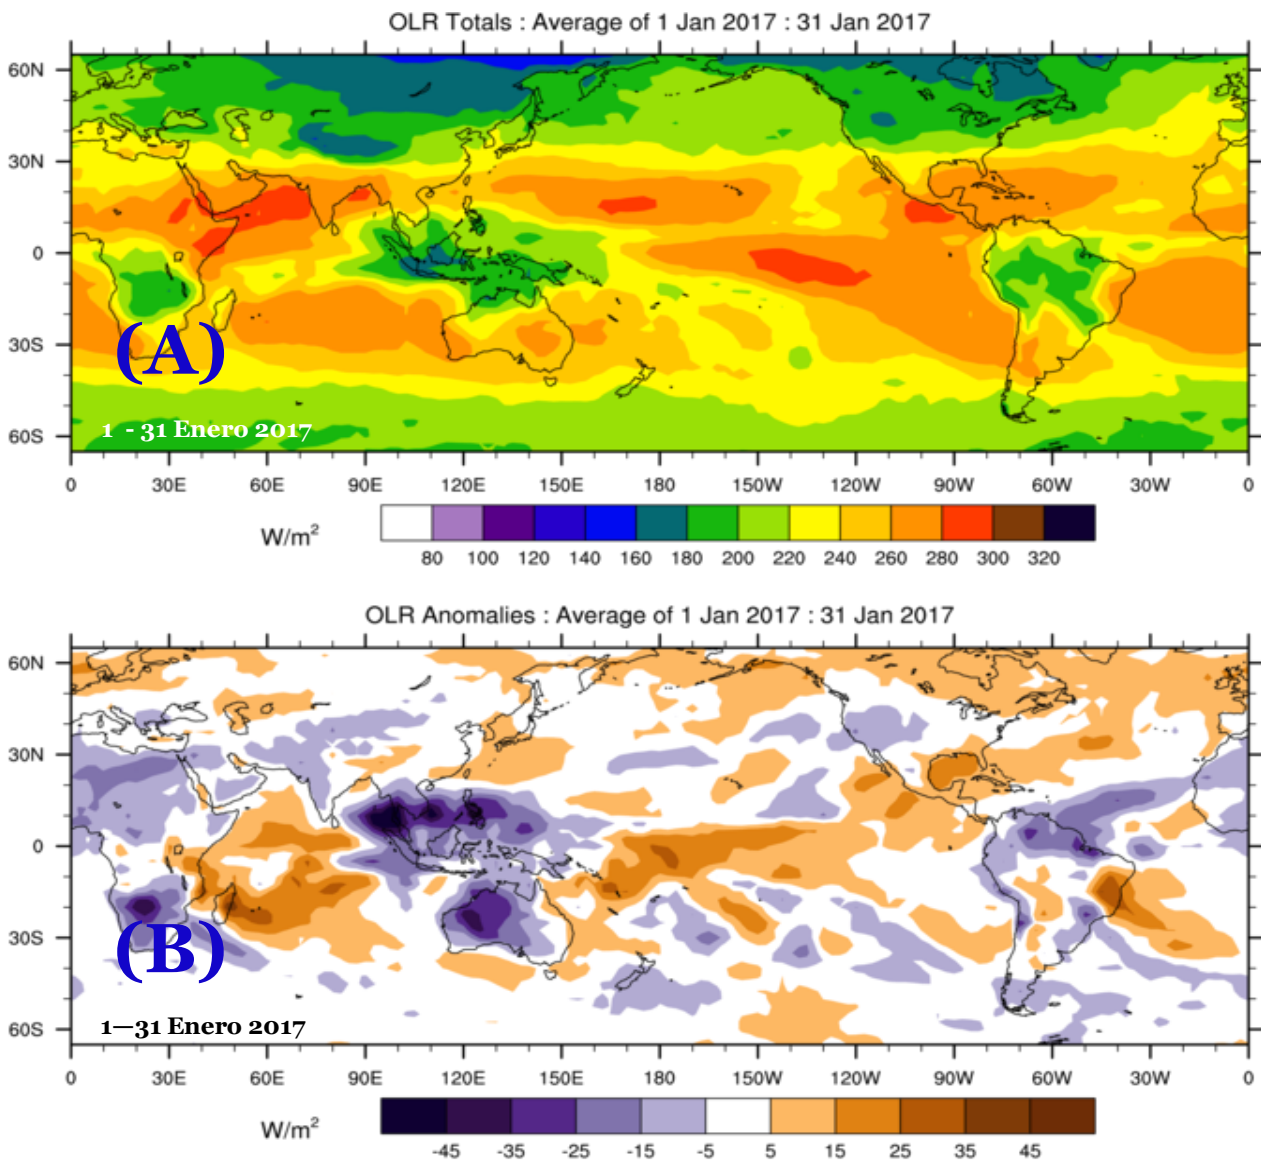 OLR Totals : Average of 1 Jan 2017 : 31 Jan 2017
60N
30N
0
30S
60S
(A)
1 - 31 Enero 2017
0 30E 60E 90E 120E 150E 180 150W 120W 90W 60W 30W 0
W/m²
80 100 120 140 160 180 200 220 240 260 280 300 320
OLR Anomalies : Average of 1 Jan 2017 : 31 Jan 2017
60N
30N
0
30S
60S
(B)
1—31 Enero 2017
0 30E 60E 90E 120E 150E 180 150W 120W 90W 60W 30W 0
W/m²
-45 -35 -25 -15 -5 5 15 25 35 45